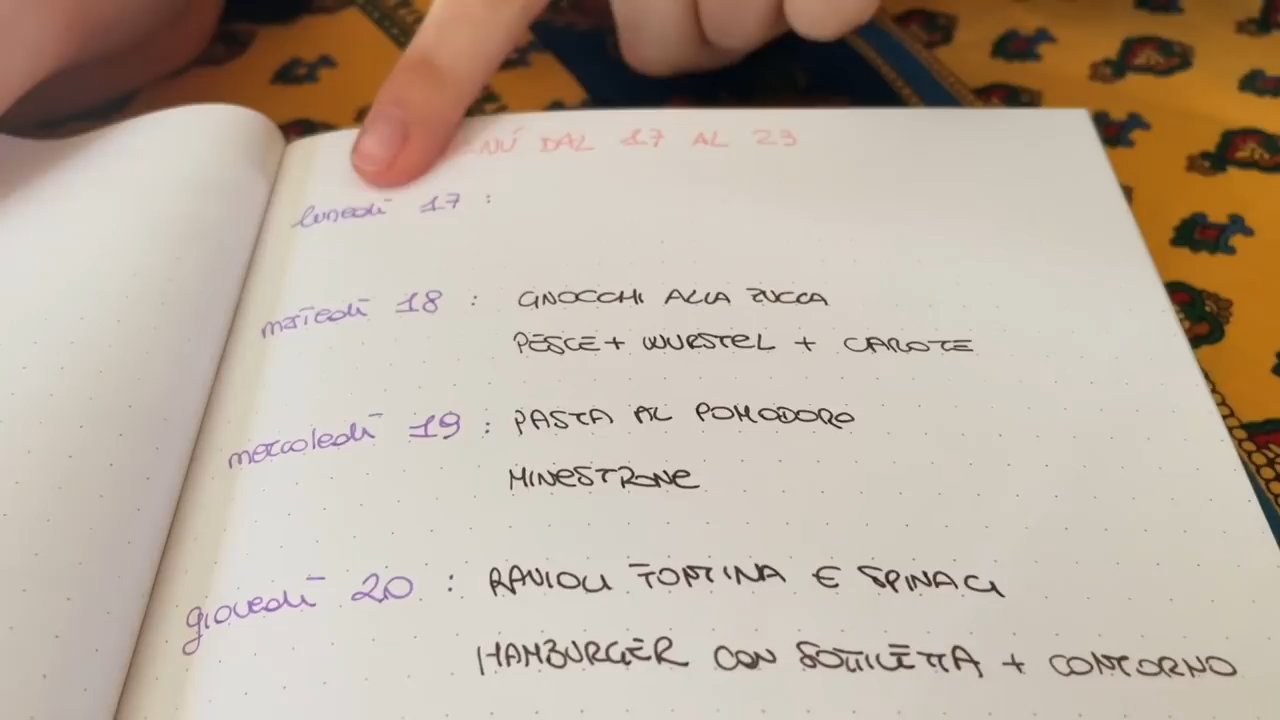 NÚ DAL 17 AL 23
lunedì 17 :
martedì 18 : GNOCCHI ALLA ZUCCA
PESCE + WURSTEL + CAROTE
mercoledì 19 : PASTA AL POMODORO
MINESTRONE
giovedì 20 : RAVIOLI FONTINA E SPINACI
HAMBURGER CON SOTTILETTA + CONTORNO